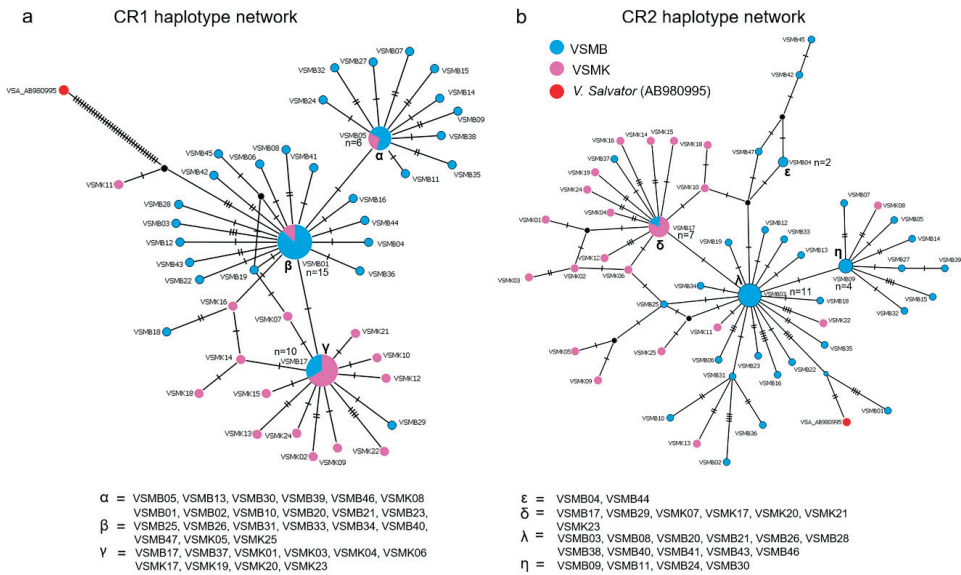 a
CR1 haplotype network
VSA_AB980995
VSMB32
VSMB27
VSMB07
VSMB15
VSMB14
VSMB09
VSMB38
VSMB35
VSMB11
VSMB24
VSMB05
n=6
α
VSMB45
VSMB06
VSMB08
VSMB41
VSMB42
VSMK11
VSMB28
VSMB03
VSMB12
VSMB43
VSMB22
VSMB19
VSMB16
VSMB44
VSMB04
VSMB36
β
VSMB01
n=15
VSMK16
VSMK07
VSMB18
VSMK14
n=10
γ
VSMB17
VSMK21
VSMK10
VSMK12
VSMK18
VSMK15
VSMK13
VSMK24
VSMK02
VSMK09
VSMK22
VSMB29
α = VSMB05, VSMB13, VSMB30, VSMB39, VSMB46, VSMK08
VSMB01, VSMB02, VSMB10, VSMB20, VSMB21, VSMB23,
β = VSMB25, VSMB26, VSMB31, VSMB33, VSMB34, VSMB40,
VSMB47, VSMK05, VSMK25
γ = VSMB17, VSMB37, VSMK01, VSMK03, VSMK04, VSMK06
VSMK17, VSMK19, VSMK20, VSMK23
b
CR2 haplotype network
VSMB
VSMK
V. Salvator (AB980995)
VSMB45
VSMB42
VSMB47
VSMB04
n=2
ε
VSMK16
VSMK14
VSMK15
VSMK18
VSMB37
VSMK19
VSMK24
VSMK04
VSMK10
VSMK01
VSMB17
n=7
δ
VSMK12
VSMK03
VSMK02
VSMK06
VSMB07
VSMK08
VSMB05
VSMB14
VSMB39
VSMB27
VSMB15
VSMB32
η
VSMB09
n=4
VSMB12
VSMB33
VSMB13
VSMB19
λ
VSMB34
VSMB03
n=11
VSMB18
VSMK22
VSMB35
VSMB25
VSMK11
VSMK05
VSMK25
VSMK09
VSMB06
VSMB23
VSMB16
VSMB22
VSMB31
VSMB10
VSMK13
VSMB36
VSMB02
VSA_AB980995
VSMB01
ε = VSMB04, VSMB44
δ = VSMB17, VSMB29, VSMK07, VSMK17, VSMK20, VSMK21
VSMK23
λ = VSMB03, VSMB08, VSMB20, VSMB21, VSMB26, VSMB28
VSMB38, VSMB40, VSMB41, VSMB43, VSMB46
η = VSMB09, VSMB11, VSMB24, VSMB30